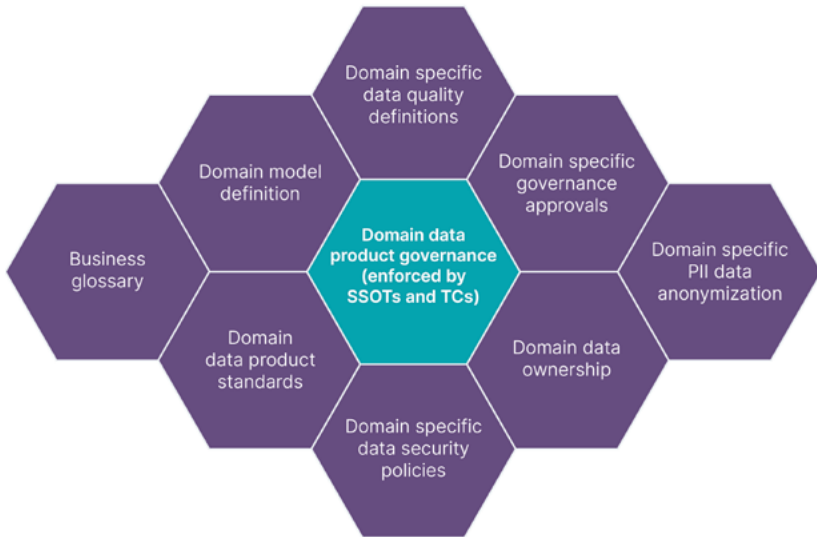 Domain specific
data quality
definitions
Domain model
definition
Domain specific
governance
approvals
Business
glossary
Domain data
product governance
(enforced by
SSOTs and TCs)
Domain specific
PII data
anonymization
Domain
data product
standards
Domain data
ownership
Domain specific
data security
policies